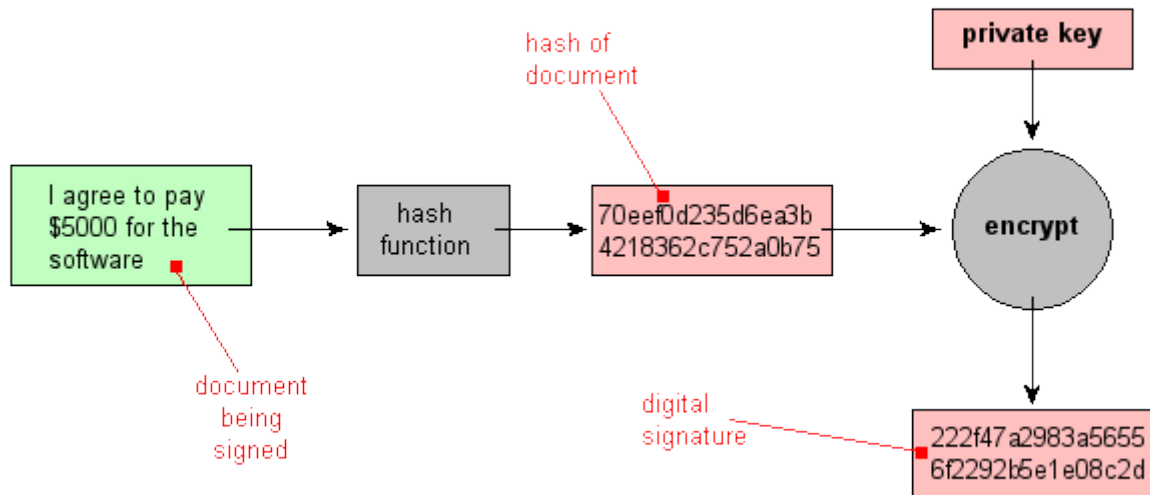 hash of
document
private key
I agree to pay
$5000 for the
software
hash
function
70eef0d235d6ea3b
4218362c752a0b75
encrypt
document
being
signed
digital
signature
222f47a2983a5655
6f2292b5e1e08c2d